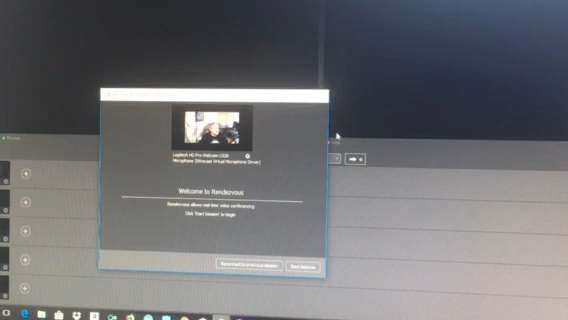 Logitech HD Pro Webcam C920
Microphone (Wirecast Virtual Microphone Driver)
Welcome to Rendezvous
Rendezvous allows real-time video conferencing
Click 'Start Session' to begin
Start Session